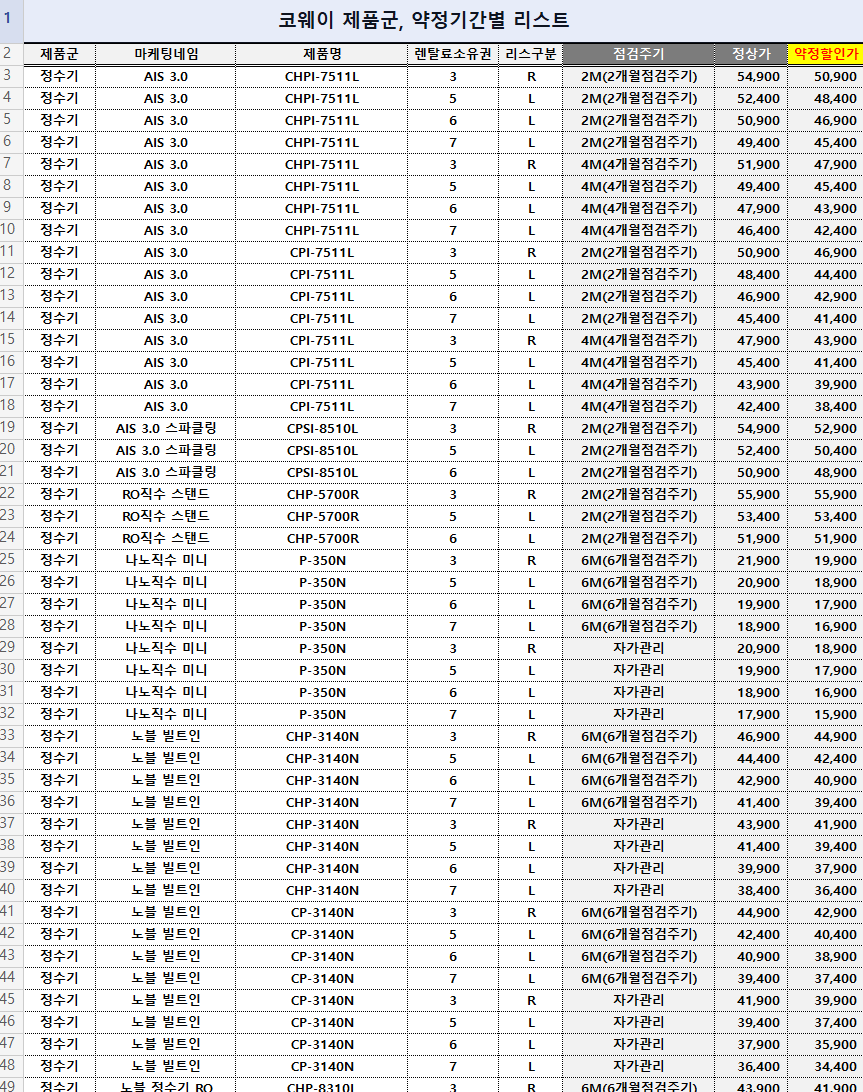 1 코웨이 제품군, 약정기간별 리스트
2 제품군 마케팅네임 제품명 렌탈료소유권 리스구분 점검주기 정상가 약정할인가
3 정수기 AIS 3.0 CHPI-7511L 3 R 2M(2개월점검주기) 54,900 50,900
4 정수기 AIS 3.0 CHPI-7511L 5 L 2M(2개월점검주기) 52,400 48,400
5 정수기 AIS 3.0 CHPI-7511L 6 L 2M(2개월점검주기) 50,900 46,900
6 정수기 AIS 3.0 CHPI-7511L 7 L 2M(2개월점검주기) 49,400 45,400
7 정수기 AIS 3.0 CHPI-7511L 3 R 4M(4개월점검주기) 51,900 47,900
8 정수기 AIS 3.0 CHPI-7511L 5 L 4M(4개월점검주기) 49,400 45,400
9 정수기 AIS 3.0 CHPI-7511L 6 L 4M(4개월점검주기) 47,900 43,900
10 정수기 AIS 3.0 CHPI-7511L 7 L 4M(4개월점검주기) 46,400 42,400
11 정수기 AIS 3.0 CPI-7511L 3 R 2M(2개월점검주기) 50,900 46,900
12 정수기 AIS 3.0 CPI-7511L 5 L 2M(2개월점검주기) 48,400 44,400
13 정수기 AIS 3.0 CPI-7511L 6 L 2M(2개월점검주기) 46,900 42,900
14 정수기 AIS 3.0 CPI-7511L 7 L 2M(2개월점검주기) 45,400 41,400
15 정수기 AIS 3.0 CPI-7511L 3 R 4M(4개월점검주기) 47,900 43,900
16 정수기 AIS 3.0 CPI-7511L 5 L 4M(4개월점검주기) 45,400 41,400
17 정수기 AIS 3.0 CPI-7511L 6 L 4M(4개월점검주기) 43,900 39,900
18 정수기 AIS 3.0 CPI-7511L 7 L 4M(4개월점검주기) 42,400 38,400
19 정수기 AIS 3.0 스파클링 CPSI-8510L 3 R 2M(2개월점검주기) 54,900 52,900
20 정수기 AIS 3.0 스파클링 CPSI-8510L 5 L 2M(2개월점검주기) 52,400 50,400
21 정수기 AIS 3.0 스파클링 CPSI-8510L 6 L 2M(2개월점검주기) 50,900 48,900
22 정수기 RO직수 스탠드 CHP-5700R 3 R 2M(2개월점검주기) 55,900 55,900
23 정수기 RO직수 스탠드 CHP-5700R 5 L 2M(2개월점검주기) 53,400 53,400
24 정수기 RO직수 스탠드 CHP-5700R 6 L 2M(2개월점검주기) 51,900 51,900
25 정수기 나노직수 미니 P-350N 3 R 6M(6개월점검주기) 21,900 19,900
26 정수기 나노직수 미니 P-350N 5 L 6M(6개월점검주기) 20,900 18,900
27 정수기 나노직수 미니 P-350N 6 L 6M(6개월점검주기) 19,900 17,900
28 정수기 나노직수 미니 P-350N 7 L 6M(6개월점검주기) 18,900 16,900
29 정수기 나노직수 미니 P-350N 3 R 자가관리 20,900 18,900
30 정수기 나노직수 미니 P-350N 5 L 자가관리 19,900 17,900
31 정수기 나노직수 미니 P-350N 6 L 자가관리 18,900 16,900
32 정수기 나노직수 미니 P-350N 7 L 자가관리 17,900 15,900
33 정수기 노블 빌트인 CHP-3140N 3 R 6M(6개월점검주기) 46,900 44,900
34 정수기 노블 빌트인 CHP-3140N 5 L 6M(6개월점검주기) 44,400 42,400
35 정수기 노블 빌트인 CHP-3140N 6 L 6M(6개월점검주기) 42,900 40,900
36 정수기 노블 빌트인 CHP-3140N 7 L 6M(6개월점검주기) 41,400 39,400
37 정수기 노블 빌트인 CHP-3140N 3 R 자가관리 43,900 41,900
38 정수기 노블 빌트인 CHP-3140N 5 L 자가관리 41,400 39,400
39 정수기 노블 빌트인 CHP-3140N 6 L 자가관리 39,900 37,900
40 정수기 노블 빌트인 CHP-3140N 7 L 자가관리 38,400 36,400
41 정수기 노블 빌트인 CP-3140N 3 R 6M(6개월점검주기) 44,900 42,900
42 정수기 노블 빌트인 CP-3140N 5 L 6M(6개월점검주기) 42,400 40,400
43 정수기 노블 빌트인 CP-3140N 6 L 6M(6개월점검주기) 40,900 38,900
44 정수기 노블 빌트인 CP-3140N 7 L 6M(6개월점검주기) 39,400 37,400
45 정수기 노블 빌트인 CP-3140N 3 R 자가관리 41,900 39,900
46 정수기 노블 빌트인 CP-3140N 5 L 자가관리 39,400 37,400
47 정수기 노블 빌트인 CP-3140N 6 L 자가관리 37,900 35,900
48 정수기 노블 빌트인 CP-3140N 7 L 자가관리 36,400 34,400
49 정수기 노블 정수기 RO CHP-8310L 3 R 6M(6개월점검주기) 43,900 41,900